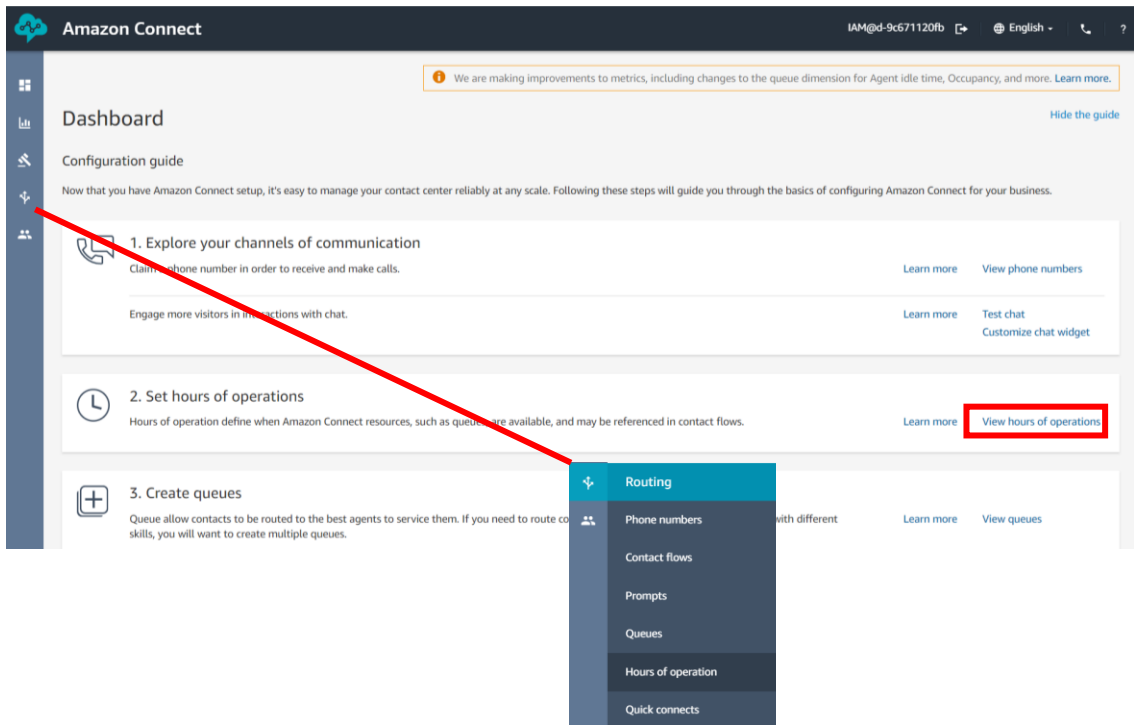 Amazon Connect
IAM@d-9c671120fb
English
?
We are making improvements to metrics, including changes to the queue dimension for Agent idle time, Occupancy, and more. Learn more.
Dashboard
Hide the guide
Configuration guide
Now that you have Amazon Connect setup, it's easy to manage your contact center reliably at any scale. Following these steps will guide you through the basics of configuring Amazon Connect for your business.
1. Explore your channels of communication
Claim a phone number in order to receive and make calls.
Learn more
View phone numbers
Engage more visitors in interactions with chat.
Learn more
Test chat
Customize chat widget
2. Set hours of operations
Hours of operation define when Amazon Connect resources, such as queues, are available, and may be referenced in contact flows.
Learn more
View hours of operations
3. Create queues
Queue allow contacts to be routed to the best agents to service them. If you need to route co
with different
skills, you will want to create multiple queues.
Learn more
View queues
Routing
Phone numbers
Contact flows
Prompts
Queues
Hours of operation
Quick connects